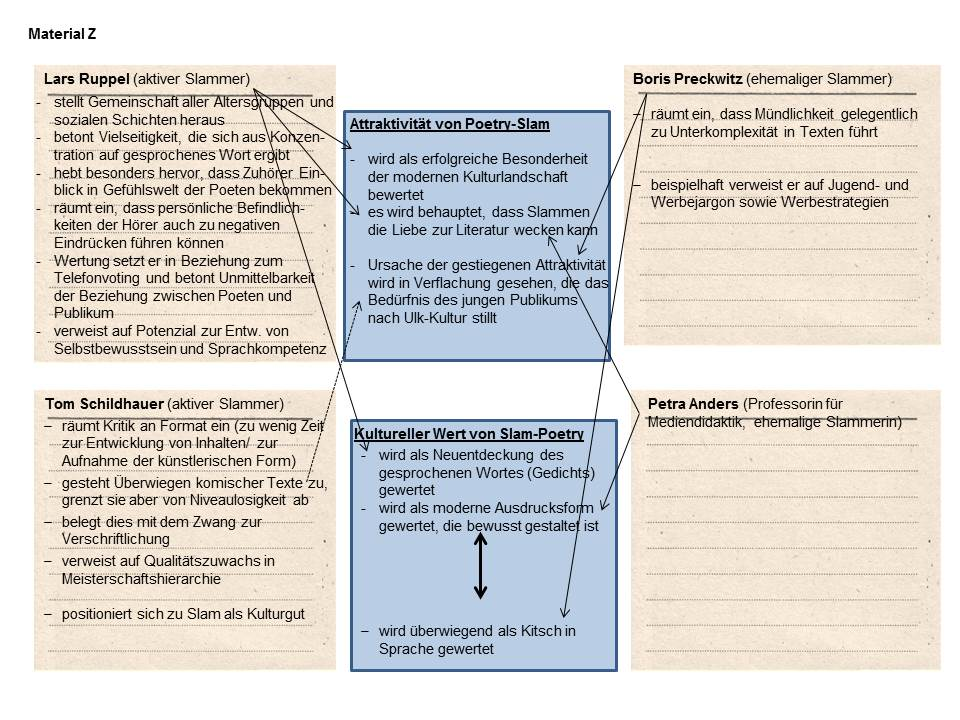 Material Z
Lars Ruppel (aktiver Slammer)
- stellt Gemeinschaft aller Altersgruppen und
sozialen Schichten heraus
- betont Vielseitigkeit, die sich aus Konzen-
tration auf gesprochenes Wort ergibt
- hebt besonders hervor, dass Zuhörer Ein-
blick in Gefühlswelt der Poeten bekommen
- räumt ein, dass persönliche Befindlich-
keiten der Hörer auch zu negativen
Eindrücken führen können
- Wertung setzt er in Beziehung zum
Telefonvoting und betont Unmittelbarkeit
der Beziehung zwischen Poeten und
Publikum
- verweist auf Potenzial zur Entw. von
Selbstbewusstsein und Sprachkompetenz
Attraktivität von Poetry-Slam
- wird als erfolgreiche Besonderheit
der modernen Kulturlandschaft
bewertet
- es wird behauptet, dass Slammen
die Liebe zur Literatur wecken kann
- Ursache der gestiegenen Attraktivität
wird in Verflachung gesehen, die das
Bedürfnis des jungen Publikums
nach Ulk-Kultur stillt
Boris Preckwitz (ehemaliger Slammer)
– räumt ein, dass Mündlichkeit gelegentlich
zu Unterkomplexität in Texten führt
– beispielhaft verweist er auf Jugend- und
Werbejargon sowie Werbestrategien
Tom Schildhauer (aktiver Slammer)
– räumt Kritik an Format ein (zu wenig Zeit
zur Entwicklung von Inhalten/ zur
Aufnahme der künstlerischen Form)
– gesteht Überwiegen komischer Texte zu,
grenzt sie aber von Niveaulosigkeit ab
– belegt dies mit dem Zwang zur
Verschriftlichung
– verweist auf Qualitätszuwachs in
Meisterschaftshierarchie
– positioniert sich zu Slam als Kulturgut
Kultureller Wert von Slam-Poetry
- wird als Neuentdeckung des
gesprochenen Wortes (Gedichts)
gewertet
- wird als moderne Ausdrucksform
gewertet, die bewusst gestaltet ist
– wird überwiegend als Kitsch in
Sprache gewertet
Petra Anders (Professorin für
Mediendidaktik, ehemalige Slammerin)